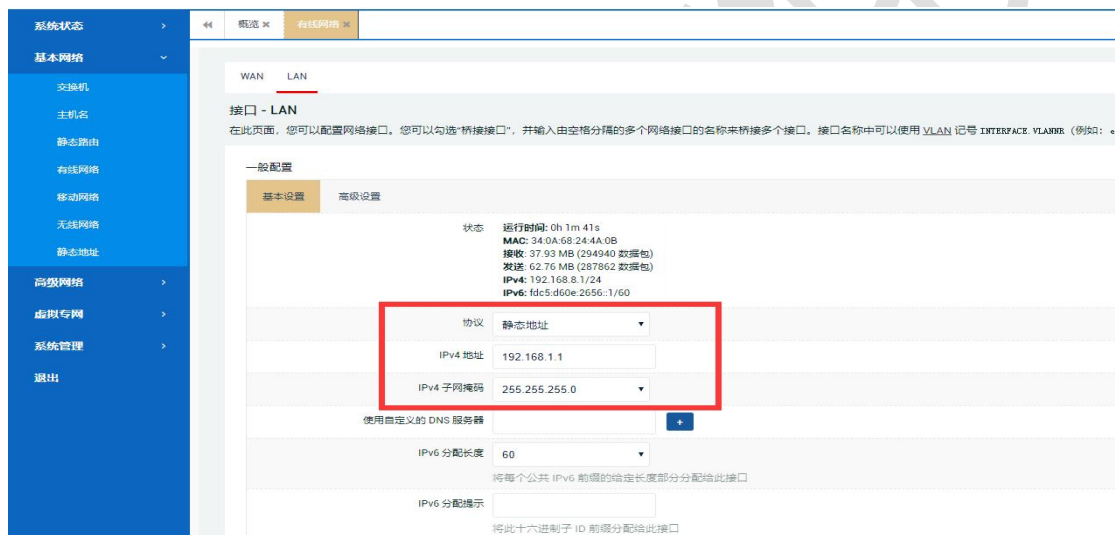 系统状态
基本网络
交换机
主机名
静态路由
有线网络
移动网络
无线网络
静态地址
高级网络
虚拟专网
系统管理
退出
概览 有线网络
WAN LAN
接口 - LAN
在此页面，您可以配置网络接口。您可以勾选“桥接接口”，并输入由空格分隔的多个网络接口的名称来桥接多个接口。接口名称中可以使用 VLAN 记号 INTERFACE.VLANNR（例如：
一般配置
基本设置 高级设置
状态 运行时间: 0h 1m 41s
MAC: 34:0A:68:24:4A:0B
接收: 37.93 MB (294940 数据包)
发送: 62.76 MB (287862 数据包)
IPv4: 192.168.8.1/24
IPv6: fdc5:d60e:2656::1/60
协议 静态地址
IPv4 地址 192.168.1.1
IPv4 子网掩码 255.255.255.0
使用自定义的 DNS 服务器 +
IPv6 分配长度 60
将每个公共 IPv6 前缀的给定长度部分分配给此接口
IPv6 分配提示
将此十六进制子 ID 前缀分配给此接口